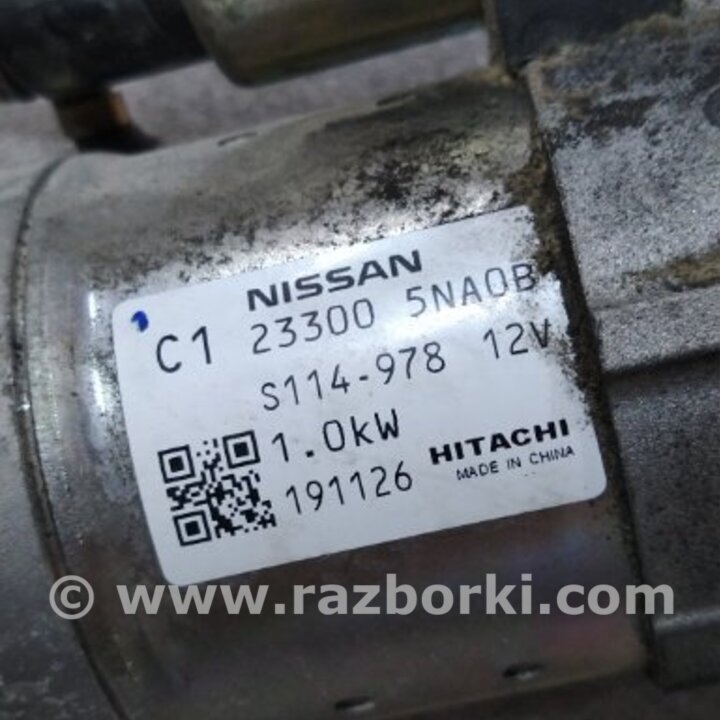 NISSAN
C1 23300 5NA0B
S114-978 12V
1.0kW
191126
HITACHI
MADE IN CHINA
© www.razborki.com